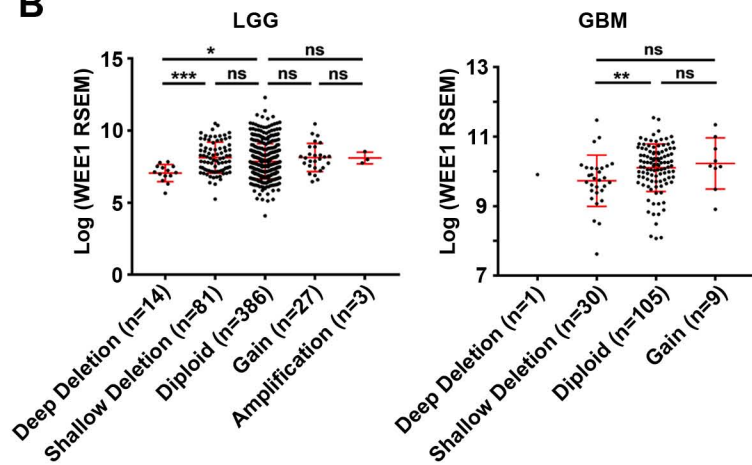 B
LGG
GBM
Log (WEE1 RSEM)
15
10
5
0
*
ns
***
ns
ns
ns
Deep Deletion (n=14)
Shallow Deletion (n=81)
Diploid (n=386)
Gain (n=27)
Amplification (n=3)
Log (WEE1 RSEM)
13
11
9
7
ns
**
ns
Deep Deletion (n=1)
Shallow Deletion (n=30)
Diploid (n=105)
Gain (n=9)